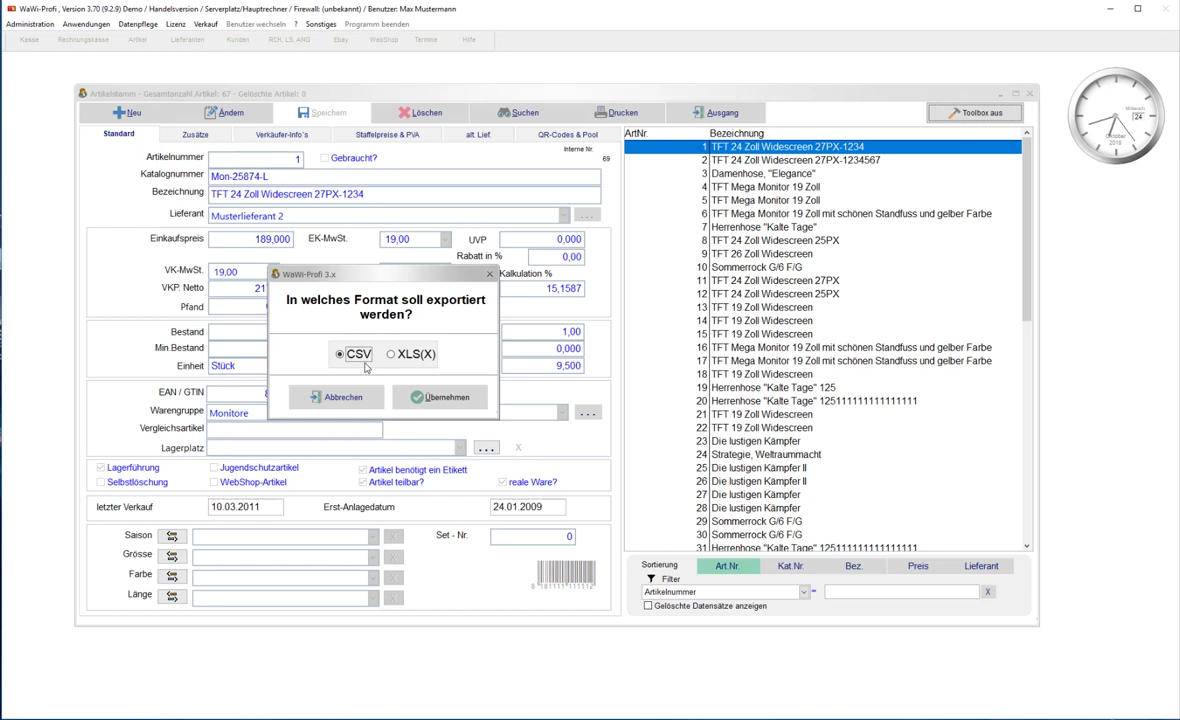 WaWi-Profi , Version 3.70 (9.2.9) Demo / Handelsversion / Serverplatz/Hauptrechner / Firewall: (unbekannt) / Benutzer: Max Mustermann
Administration Anwendungen Datenpflege Lizenz Verkauf Benutzer wechseln ? Sonstiges Programm beenden
Kasse Rechnungskasse Artikel Lieferanten Kunden RCH, LS, ANG Ebay WebShop Termine Hilfe
Artikelstamm - Gesamtanzahl Artikel: 67 - Gelöschte Artikel: 0
Neu Ändern Speichern Löschen Suchen Drucken Ausgang Toolbox aus
Standard Zusätze Verkäufer-Info's Staffelpreise & PVA alt. Lief. QR-Codes & Pool
Artikelnummer 1 Gebraucht? Interne Nr. 69
Katalognummer Mon-25874-L
Bezeichnung TFT 24 Zoll Widescreen 27PX-1234
Lieferant Musterlieferant 2 ...
Einkaufspreis 189,000 EK-MwSt. 19,00 UVP 0,000
Rabatt in % 0,00
VK-MwSt. 19,00 Kalkulation %
VKP. Netto 21 15,1587
Pfand
Bestand 1,00
Min.Bestand 0,000
Einheit Stück 9,500
EAN / GTIN 8
Warengruppe Monitore ...
Vergleichsartikel
Lagerplatz ... X
Lagerführung Jugendschutzartikel Artikel benötigt ein Etikett
Selbstlöschung WebShop-Artikel Artikel teilbar? reale Ware?
letzter Verkauf 10.03.2011 Erst-Anlagedatum 24.01.2009
Saison X Set - Nr. 0
Grösse X
Farbe X
Länge X
8 181111 111112
WaWi-Profi 3.x
In welches Format soll exportiert
werden?
CSV XLS(X)
Abbrechen Übernehmen
ArtNr. Bezeichnung
1 TFT 24 Zoll Widescreen 27PX-1234
2 TFT 24 Zoll Widescreen 27PX-1234567
3 Damenhose, "Elegance"
4 TFT Mega Monitor 19 Zoll
5 TFT Mega Monitor 19 Zoll
6 TFT Mega Monitor 19 Zoll mit schönen Standfuss und gelber Farbe
7 Herrenhose "Kalte Tage"
8 TFT 24 Zoll Widescreen 25PX
9 TFT 26 Zoll Widescreen
10 Sommerrock G/6 F/G
11 TFT 24 Zoll Widescreen 27PX
12 TFT 24 Zoll Widescreen 25PX
13 TFT 19 Zoll Widescreen
14 TFT 19 Zoll Widescreen
15 TFT 19 Zoll Widescreen
16 TFT Mega Monitor 19 Zoll mit schönen Standfuss und gelber Farbe
17 TFT Mega Monitor 19 Zoll mit schönen Standfuss und gelber Farbe
18 TFT 19 Zoll Widescreen
19 Herrenhose "Kalte Tage" 125
20 Herrenhose "Kalte Tage" 125111111111111111
21 TFT 19 Zoll Widescreen
22 TFT 19 Zoll Widescreen
23 Die lustigen Kämpfer
24 Strategie, Weltraummacht
25 Die lustigen Kämpfer II
26 Die lustigen Kämpfer II
27 Die lustigen Kämpfer
28 Die lustigen Kämpfer
29 Sommerrock G/6 F/G
30 Sommerrock G/6 F/G
31 Herrenhose "Kalte Tage" 125111111111111111
Sortierung Art.Nr. Kat.Nr. Bez. Preis Lieferant
Filter
Artikelnummer = X
Gelöschte Datensätze anzeigen
Mittwoch
24
Oktober
2018